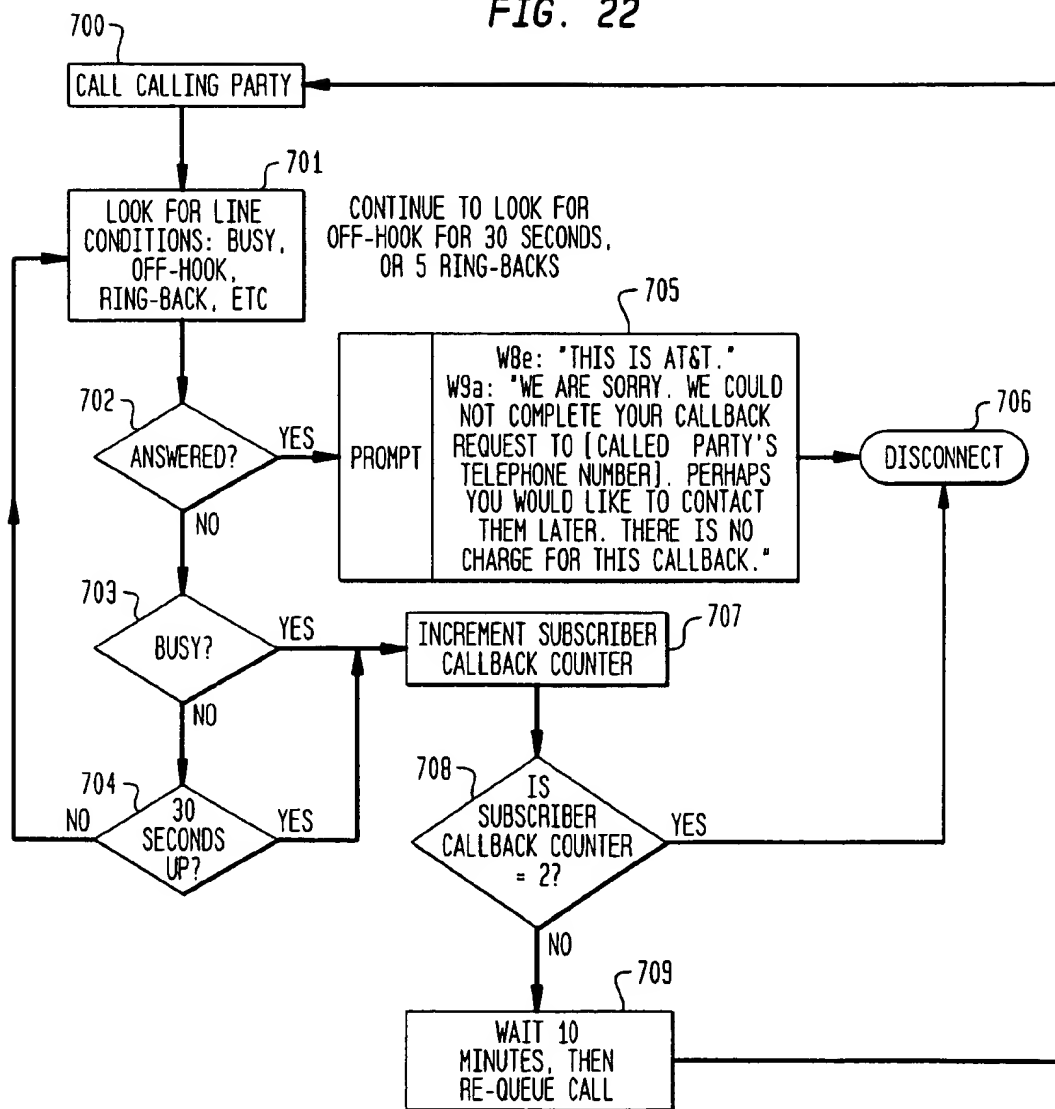 FIG. 22
700
CALL CALLING PARTY
701
LOOK FOR LINE
CONDITIONS: BUSY,
OFF-HOOK,
RING-BACK, ETC
CONTINUE TO LOOK FOR
OFF-HOOK FOR 30 SECONDS,
OR 5 RING-BACKS
702
ANSWERED?
YES
NO
705
PROMPT
W8e: "THIS IS AT&T."
W9a: "WE ARE SORRY. WE COULD
NOT COMPLETE YOUR CALLBACK
REQUEST TO [CALLED PARTY'S
TELEPHONE NUMBER]. PERHAPS
YOU WOULD LIKE TO CONTACT
THEM LATER. THERE IS NO
CHARGE FOR THIS CALLBACK."
706
DISCONNECT
703
BUSY?
YES
NO
707
INCREMENT SUBSCRIBER
CALLBACK COUNTER
704
30
SECONDS
UP?
NO
YES
708
IS
SUBSCRIBER
CALLBACK COUNTER
= 2?
YES
NO
709
WAIT 10
MINUTES, THEN
RE-QUEUE CALL